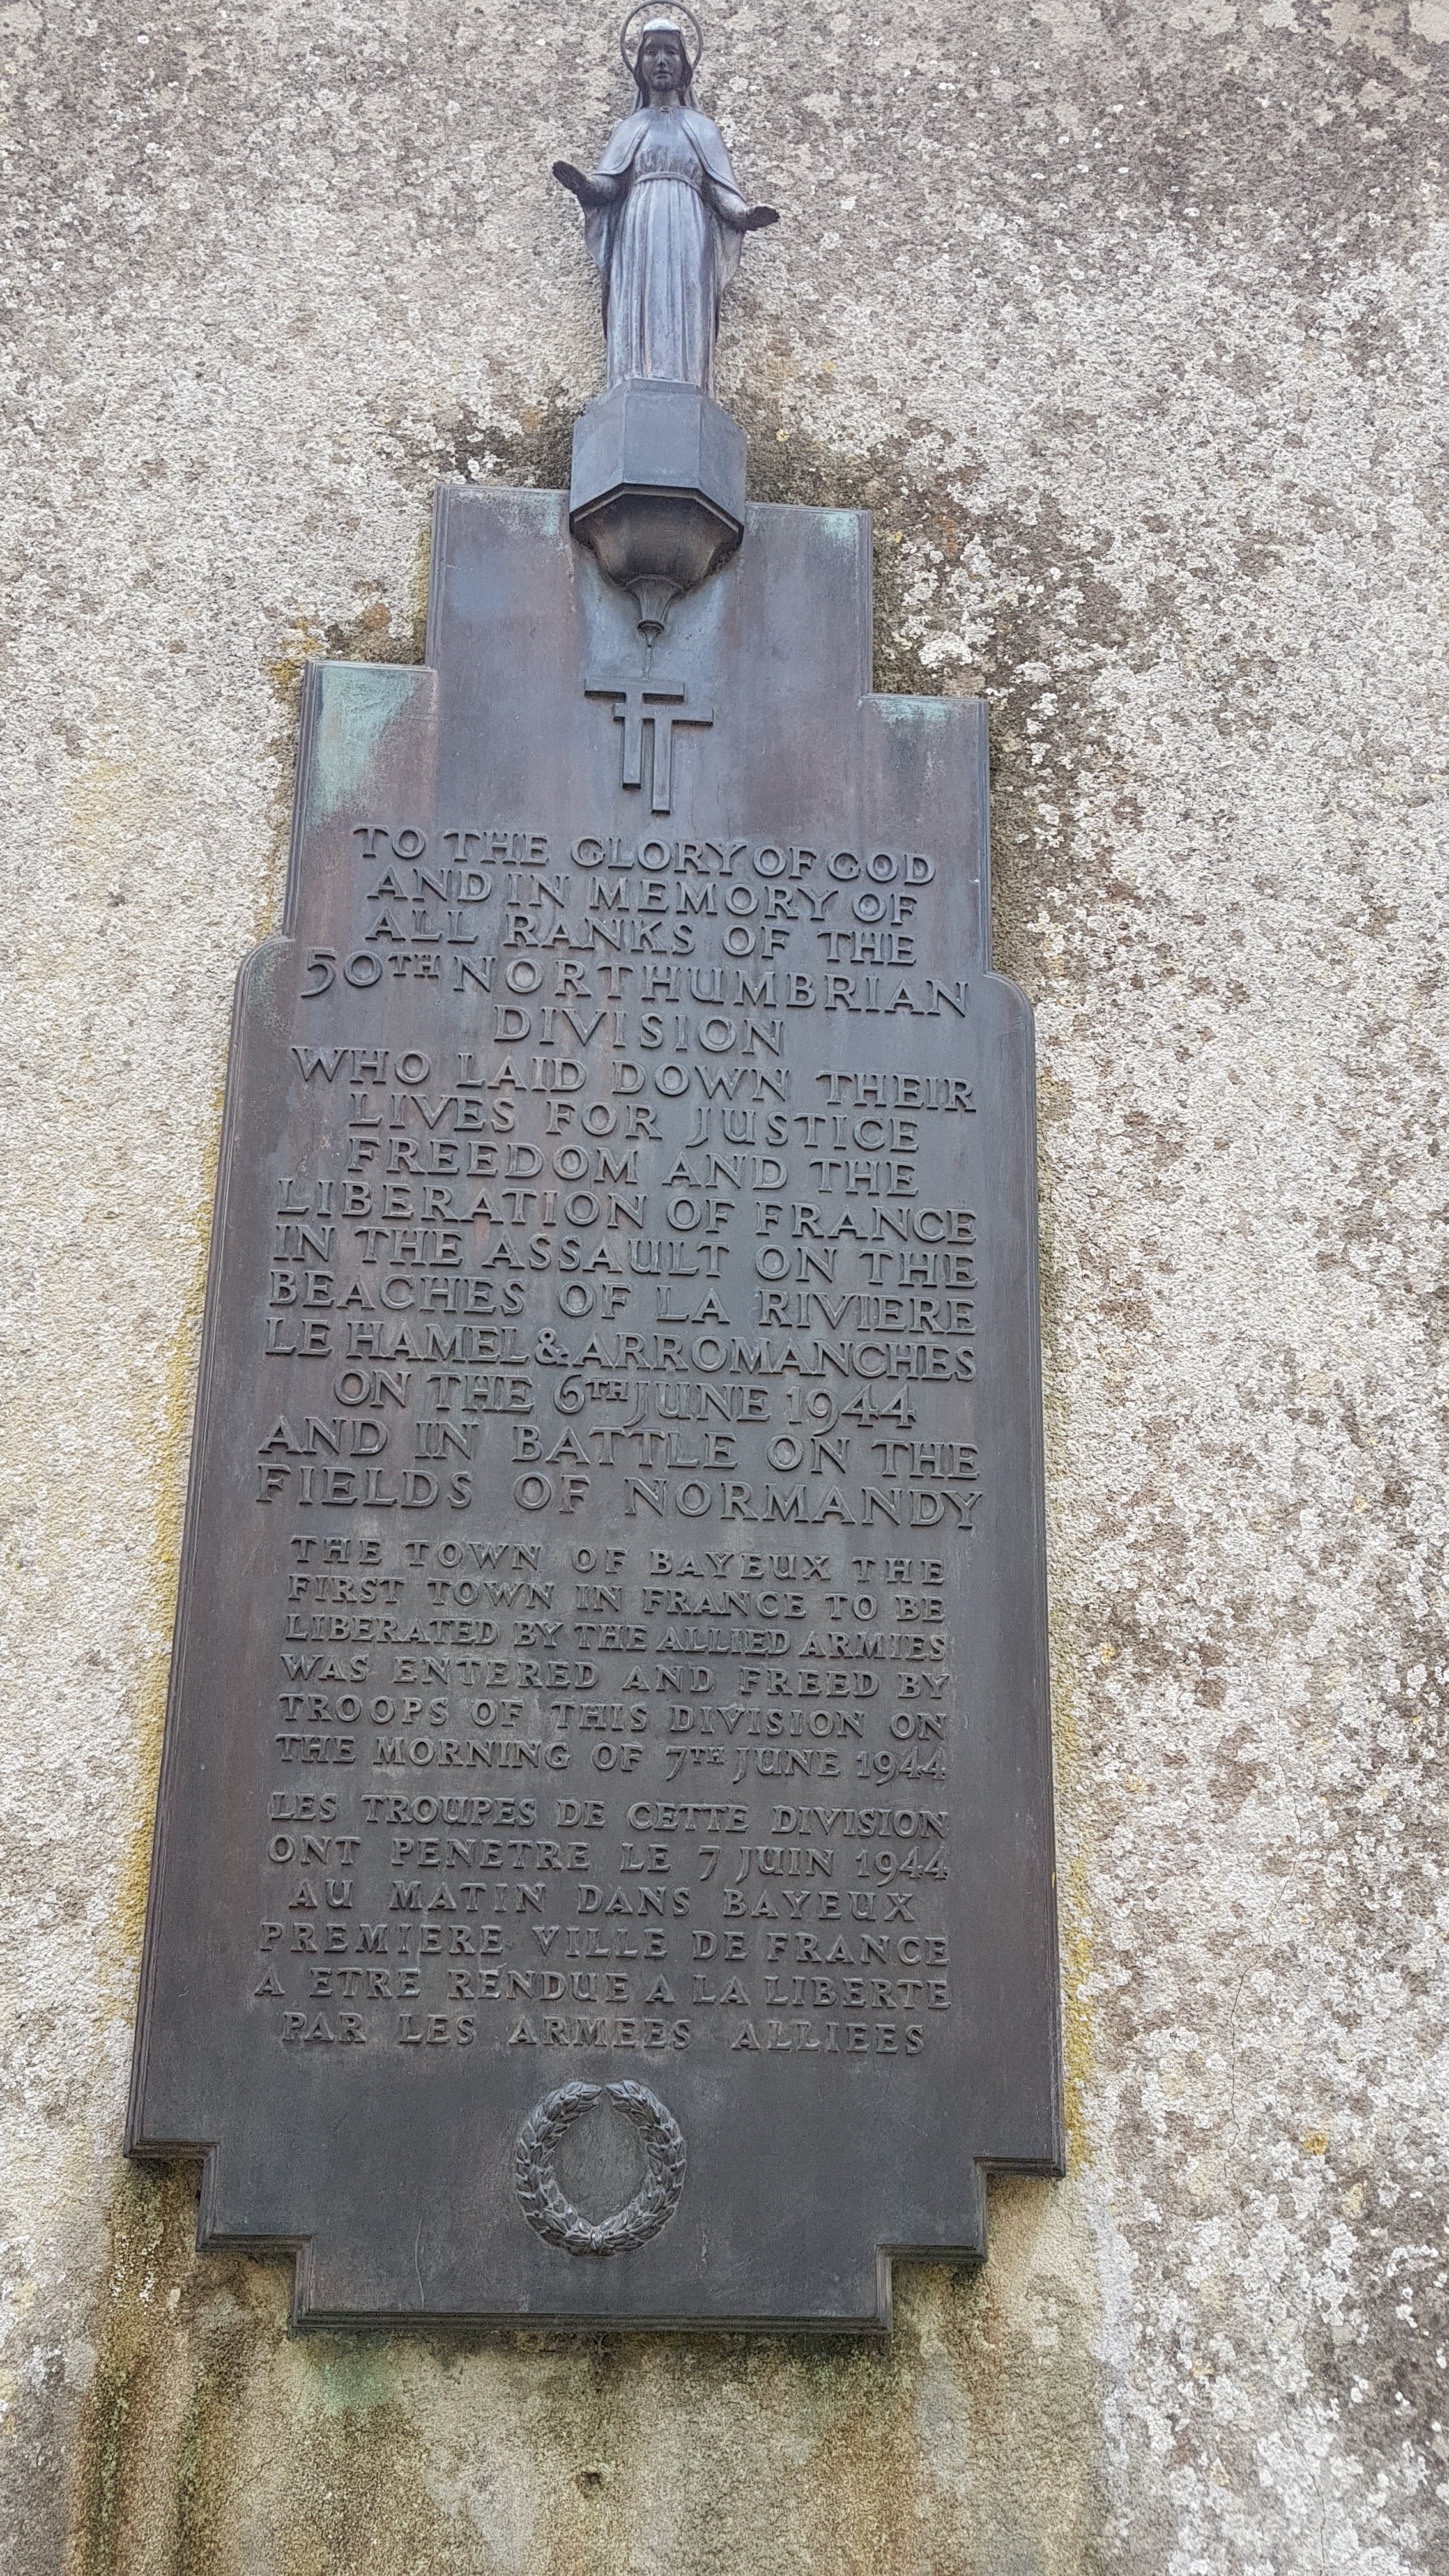 TT
TO THE GLORY OF GOD
AND IN MEMORY OF
ALL RANKS OF THE
50TH NORTHUMBRIAN
DIVISION
WHO LAID DOWN THEIR
LIVES FOR JUSTICE
FREEDOM AND THE
LIBERATION OF FRANCE
IN THE ASSAULT ON THE
BEACHES OF LA RIVIERE
LE HAMEL & ARROMANCHES
ON THE 6TH JUNE 1944
AND IN BATTLE ON THE
FIELDS OF NORMANDY
THE TOWN OF BAYEUX THE
FIRST TOWN IN FRANCE TO BE
LIBERATED BY THE ALLIED ARMIES
WAS ENTERED AND FREED BY
TROOPS OF THIS DIVISION ON
THE MORNING OF 7TH JUNE 1944
LES TROUPES DE CETTE DIVISION
ONT PENETRE LE 7 JUIN 1944
AU MATIN DANS BAYEUX
PREMIERE VILLE DE FRANCE
A ETRE RENDUE A LA LIBERTE
PAR LES ARMEES ALLIEES